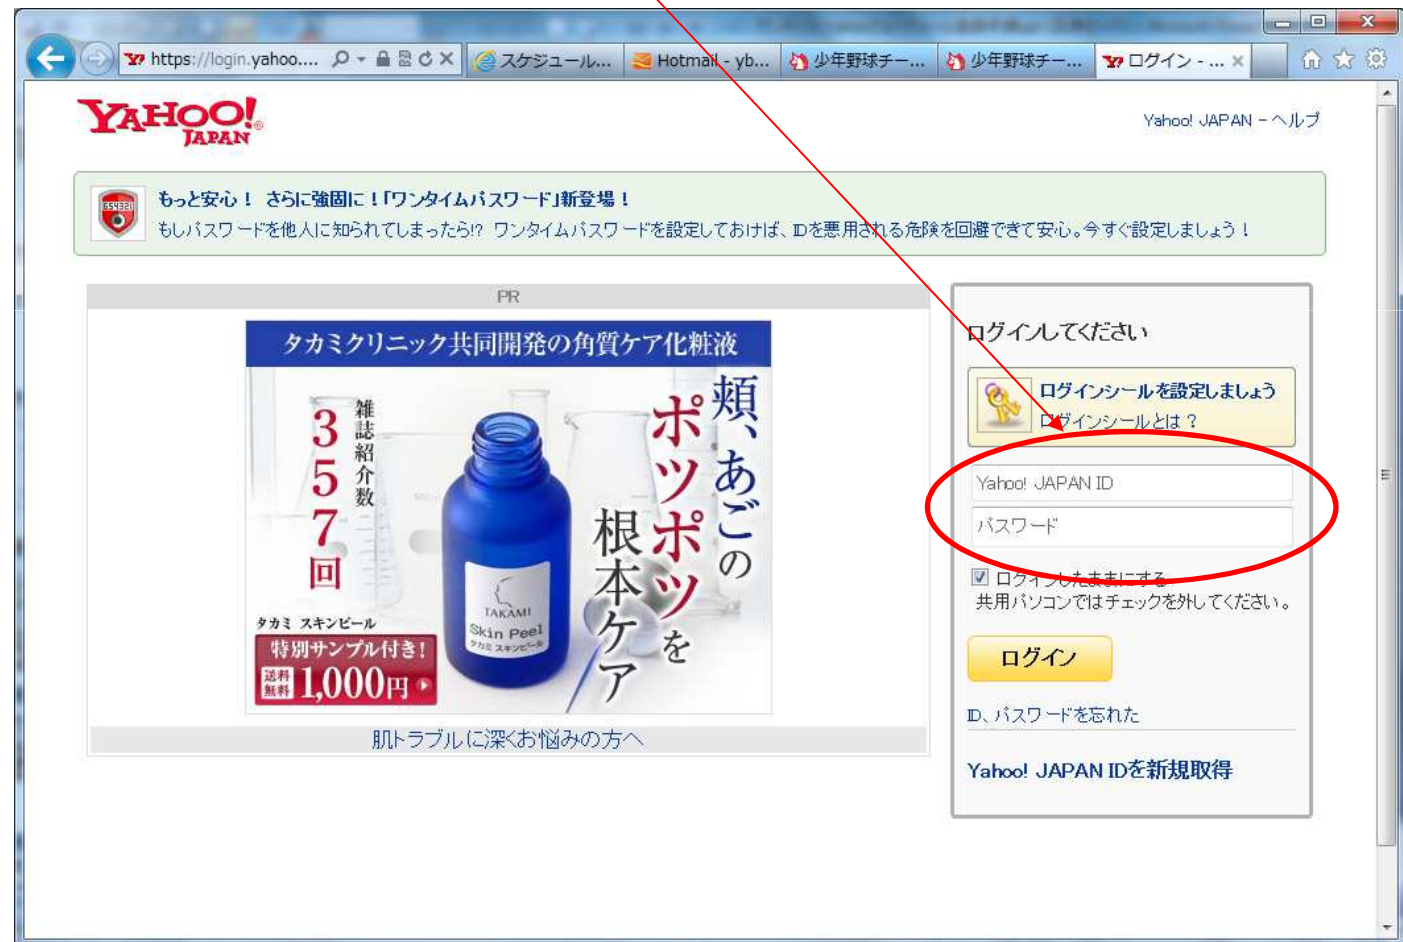 https://login.yahoo....
スケジュール...
Hotmail - yb...
少年野球チー...
少年野球チー...
ログイン - ...
YAHOO!
JAPAN
Yahoo! JAPAN - ヘルプ
もっと安心！ さらに強固に！「ワンタイムパスワード」新登場！
もしパスワードを他人に知られてしまったら!? ワンタイムパスワードを設定しておけば、IDを悪用される危険を回避できて安心。今すぐ設定しましょう！
PR
タカミクリニック共同開発の角質ケア化粧液
頬、あごの
ポツポツを
根本ケア
雑誌紹介数
357回
TAKAMI
Skin Peel
タカミ スキンピール
タカミ スキンピール
特別サンプル付き!
送料無料 1,000円
肌トラブルに深くお悩みの方へ
ログインしてください
ログインシールを設定しましょう
ログインシールとは？
Yahoo! JAPAN ID
パスワード
ログインしたままにする
共用パソコンではチェックを外してください。
ログイン
ID、パスワードを忘れた
Yahoo! JAPAN IDを新規取得